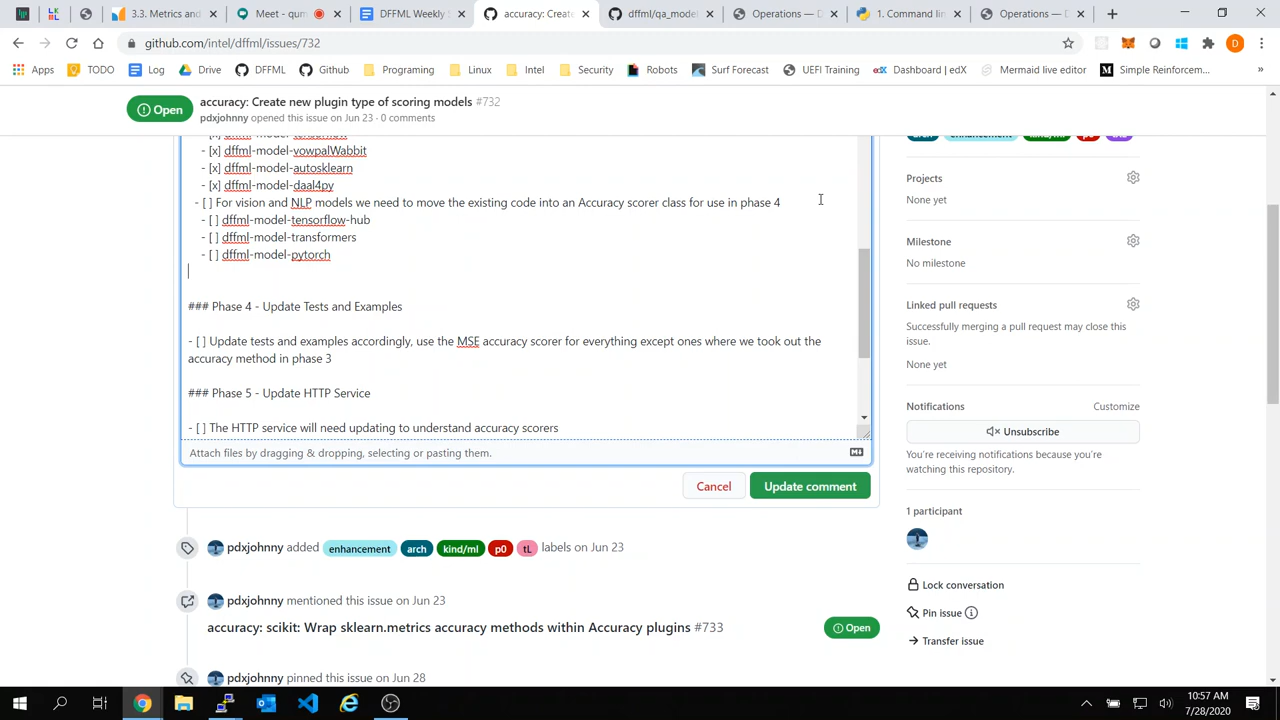 3.3. Metrics and
Meet - qum
DFFML Weekly S
accuracy: Create
dffml/qa_model
Operations — D
1. Command lin
Operations — D
github.com/intel/dffml/issues/732
D
Apps
TODO
Log
Drive
DFFML
Github
Programing
Linux
Intel
Security
Robots
Surf Forecast
UEFI Training
Dashboard | edX
Mermaid live editor
Simple Reinforcem...
»
Open
accuracy: Create new plugin type of scoring models #732
pdxjohnny opened this issue on Jun 23 · 0 comments
- [x] dffml-model-tensorflow
- [x] dffml-model-vowpalWabbit
- [x] dffml-model-autosklearn
- [x] dffml-model-daal4py
- [ ] For vision and NLP models we need to move the existing code into an Accuracy scorer class for use in phase 4
- [ ] dffml-model-tensorflow-hub
- [ ] dffml-model-transformers
- [ ] dffml-model-pytorch
### Phase 4 - Update Tests and Examples
- [ ] Update tests and examples accordingly, use the MSE accuracy scorer for everything except ones where we took out the
accuracy method in phase 3
### Phase 5 - Update HTTP Service
- [ ] The HTTP service will need updating to understand accuracy scorers
Attach files by dragging & dropping, selecting or pasting them.
Cancel
Update comment
pdxjohnny added enhancement arch kind/ml p0 tL labels on Jun 23
pdxjohnny mentioned this issue on Jun 23
accuracy: scikit: Wrap sklearn.metrics accuracy methods within Accuracy plugins #733
Open
pdxjohnny pinned this issue on Jun 28
arch enhancement kind/ml p0 tL
Projects
None yet
Milestone
No milestone
Linked pull requests
Successfully merging a pull request may close this
issue.
None yet
Notifications
Customize
Unsubscribe
You're receiving notifications because you're
watching this repository.
1 participant
Lock conversation
Pin issue
Transfer issue
10:57 AM
7/28/2020